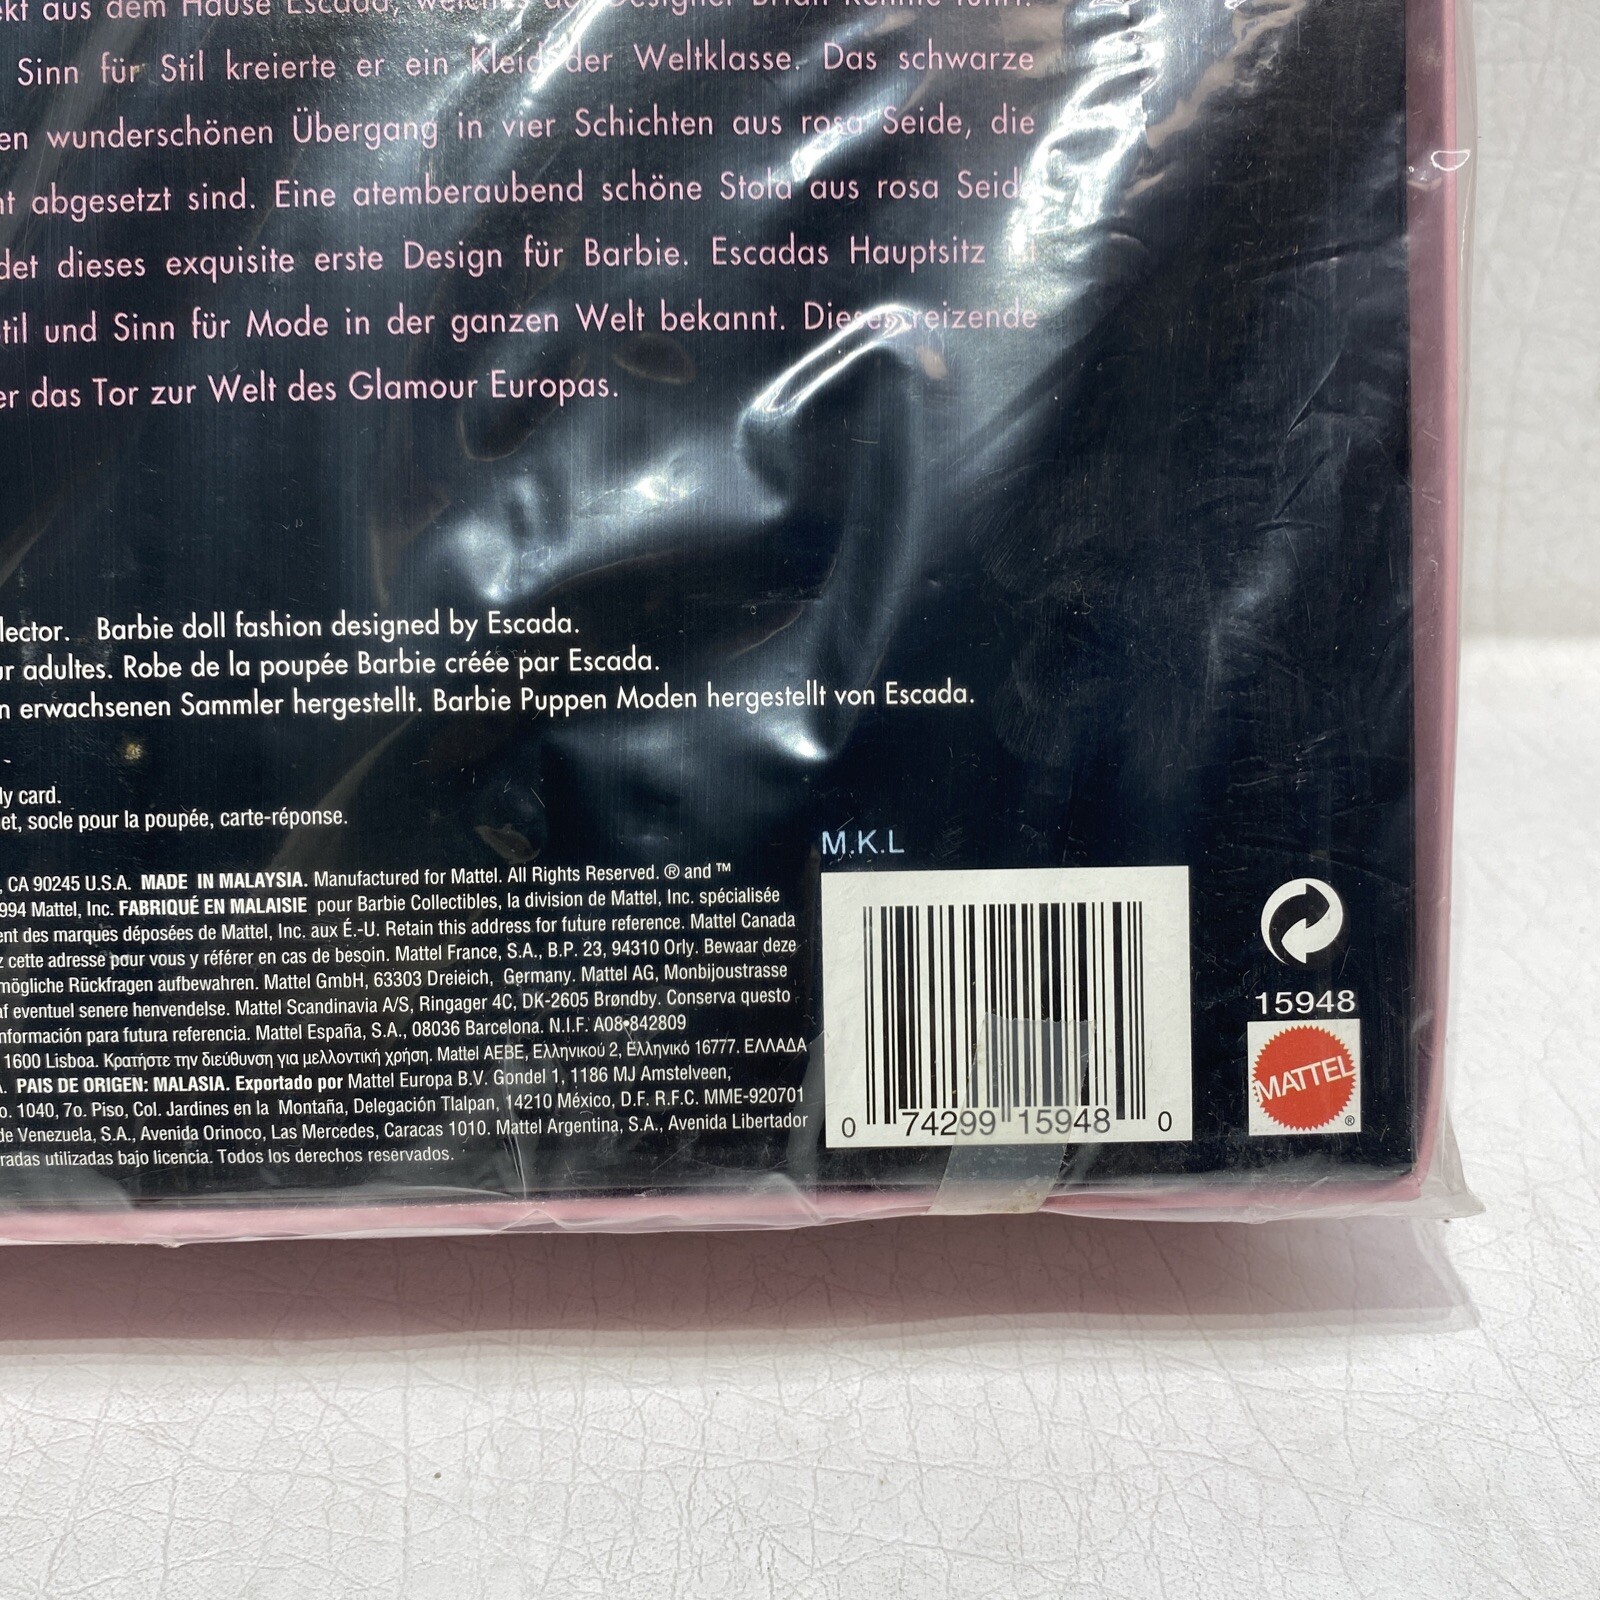 aus dem Hause Escada, Designer Brian Rennie führt.
Sinn für Stil kreierte er ein Kleid der Weltklasse. Das schwarze
en wunderschönen Übergang in vier Schichten aus rosa Seide, die
nt abgesetzt sind. Eine atemberaubend schöne Stola aus rosa Seide
det dieses exquisite erste Design für Barbie. Escadas Hauptsitz
til und Sinn für Mode in der ganzen Welt bekannt. Dieses reizende
er das Tor zur Welt des Glamour Europas.
lector. Barbie doll fashion designed by Escada.
ur adultes. Robe de la poupée Barbie créée par Escada.
n erwachsenen Sammler hergestellt. Barbie Puppen Moden hergestellt von Escada.
ly card.
et, socle pour la poupée, carte-réponse.
, CA 90245 U.S.A. MADE IN MALAYSIA. Manufactured for Mattel. All Rights Reserved. ® and ™
994 Mattel, Inc. FABRIQUÉ EN MALAISIE pour Barbie Collectibles, la division de Mattel, Inc. spécialisée
ent des marques déposées de Mattel, Inc. aux É.-U. Retain this address for future reference. Mattel Canada
z cette adresse pour vous y référer en cas de besoin. Mattel France, S.A., B.P. 23, 94310 Orly. Bewaar deze
mögliche Rückfragen aufbewahren. Mattel GmbH, 63303 Dreieich, Germany. Mattel AG, Monbijoustrasse
af eventuel senere henvendelse. Mattel Scandinavia A/S, Ringager 4C, DK-2605 Brøndby. Conserva questo
nformación para futura referencia. Mattel España, S.A., 08036 Barcelona. N.I.F. A08-842809
1600 Lisboa. Κρατήστε την διεύθυνση για μελλοντική χρήση. Mattel AEBE, Ελληνικού 2, Ελληνικό 16777. ΕΛΛΑΔΑ
. PAIS DE ORIGEN: MALASIA. Exportado por Mattel Europa B.V. Gondel 1, 1186 MJ Amstelveen,
o. 1040, 7o. Piso, Col. Jardines en la Montaña, Delegación Tlalpan, 14210 México, D.F. R.F.C. MME-920701
de Venezuela, S.A., Avenida Orinoco, Las Mercedes, Caracas 1010. Mattel Argentina, S.A., Avenida Libertador
radas utilizadas bajo licencia. Todos los derechos reservados.
M.K.L
0 74299 15948 0
15948
MATTEL ®